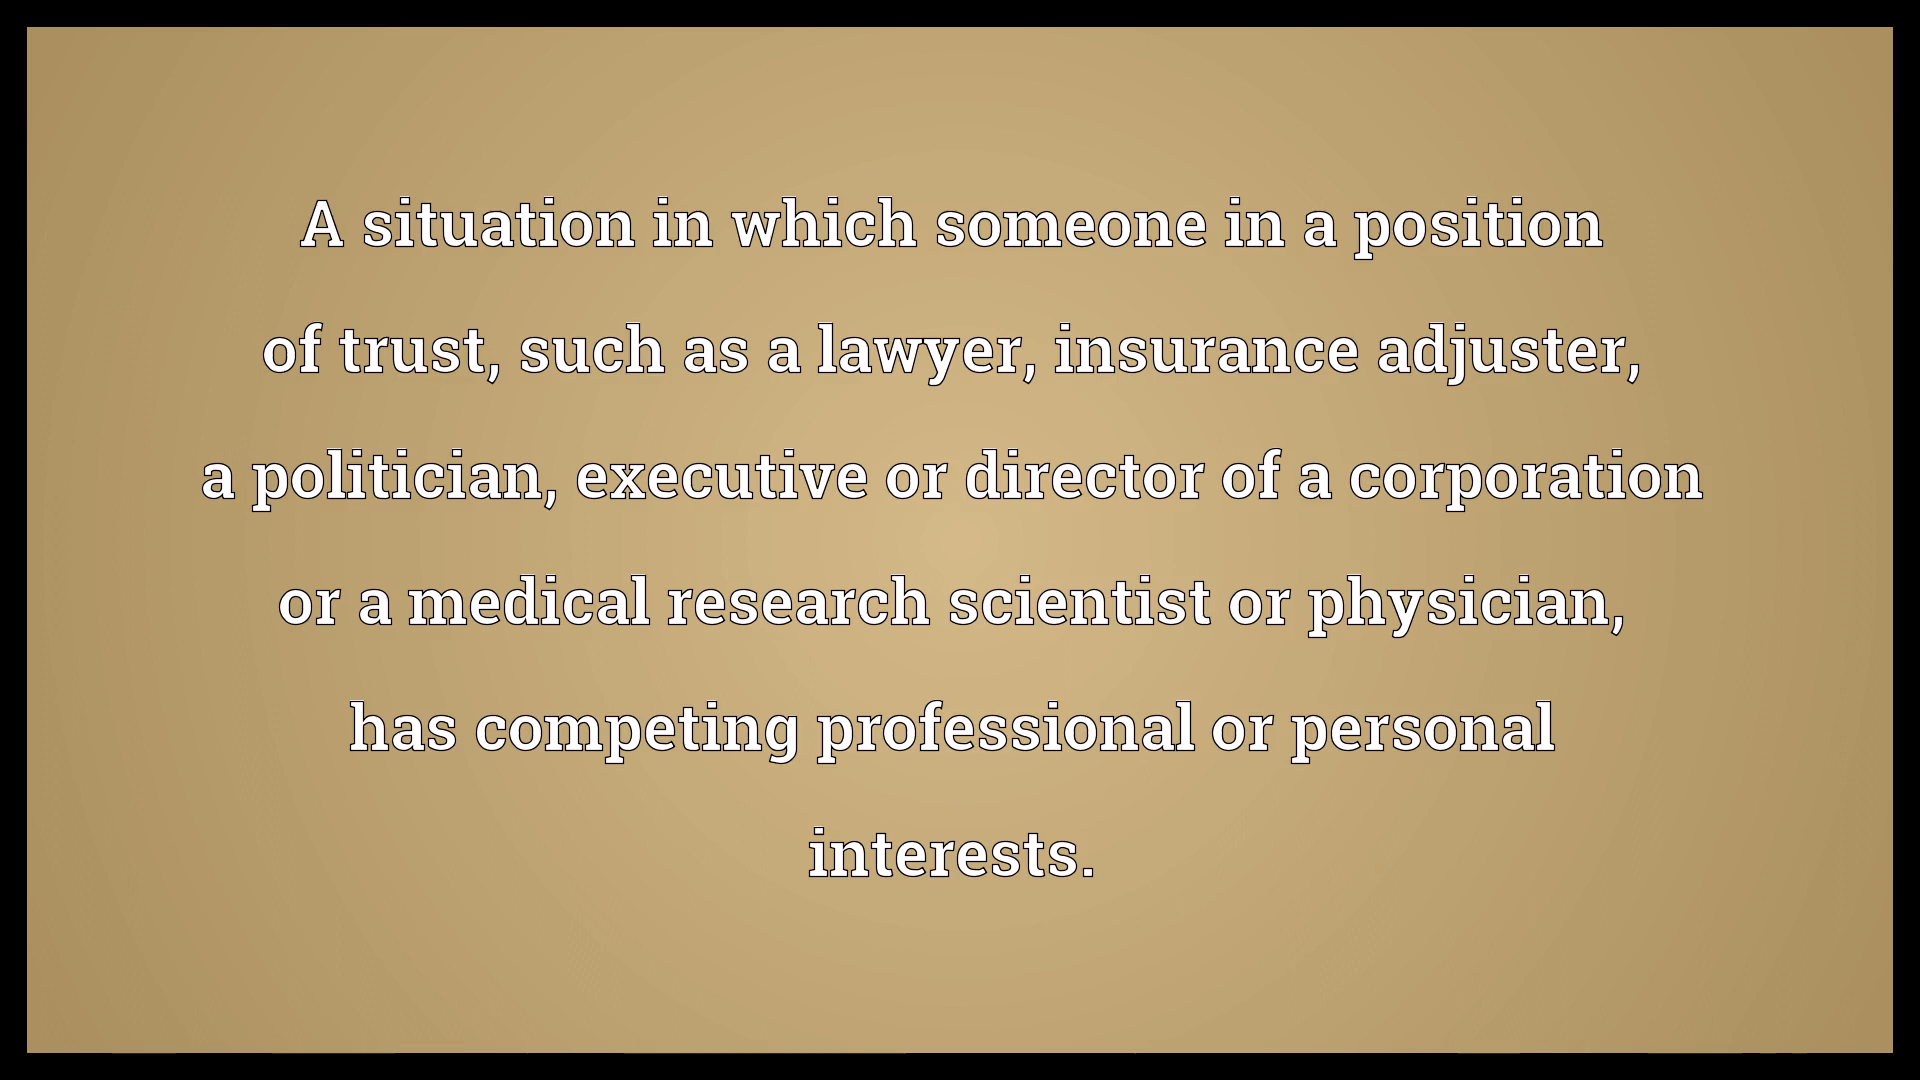 A situation in which someone in a position
of trust, such as a lawyer, insurance adjuster,
a politician, executive or director of a corporation
or a medical research scientist or physician,
has competing professional or personal
interests.